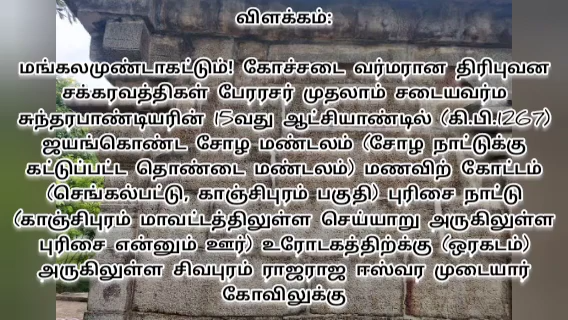 விளக்கம்:
மங்கலமுண்டாகட்டும்! கோச்சடை வர்மரான திரிபுவன
சக்கரவத்திகள் பேரரசர் முதலாம் சடையவர்ம
சுந்தரபாண்டியரின் 15வது ஆட்சியாண்டில் (கி.பி.1267)
ஜயங்கொண்ட சோழ மண்டலம் (சோழ நாட்டுக்கு
கட்டுப்பட்ட தொண்டை மண்டலம்) மணவிற் கோட்டம்
(செங்கல்பட்டு, காஞ்சிபுரம் பகுதி) புரிசை நாட்டு
(காஞ்சிபுரம் மாவட்டத்திலுள்ள செய்யாறு அருகிலுள்ள
புரிசை என்னும் ஊர்) உரோடகத்திற்க்கு (ஒரகடம்)
அருகிலுள்ள சிவபுரம் ராஜராஜ ஈஸ்வர முடையார்
கோவிலுக்கு